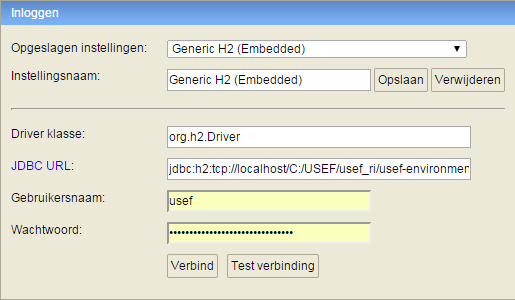 Inloggen
Opgeslagen instellingen: Generic H2 (Embedded)
Instellingsnaam: Generic H2 (Embedded) Opslaan Verwijderen
Driver klasse: org.h2.Driver
JDBC URL: jdbc:h2:tcp://localhost/C:/USEF/usef_ri/usef-environmen
Gebruikersnaam: usef
Wachtwoord: ••••••••••••••••••••••••••••••
Verbind Test verbinding